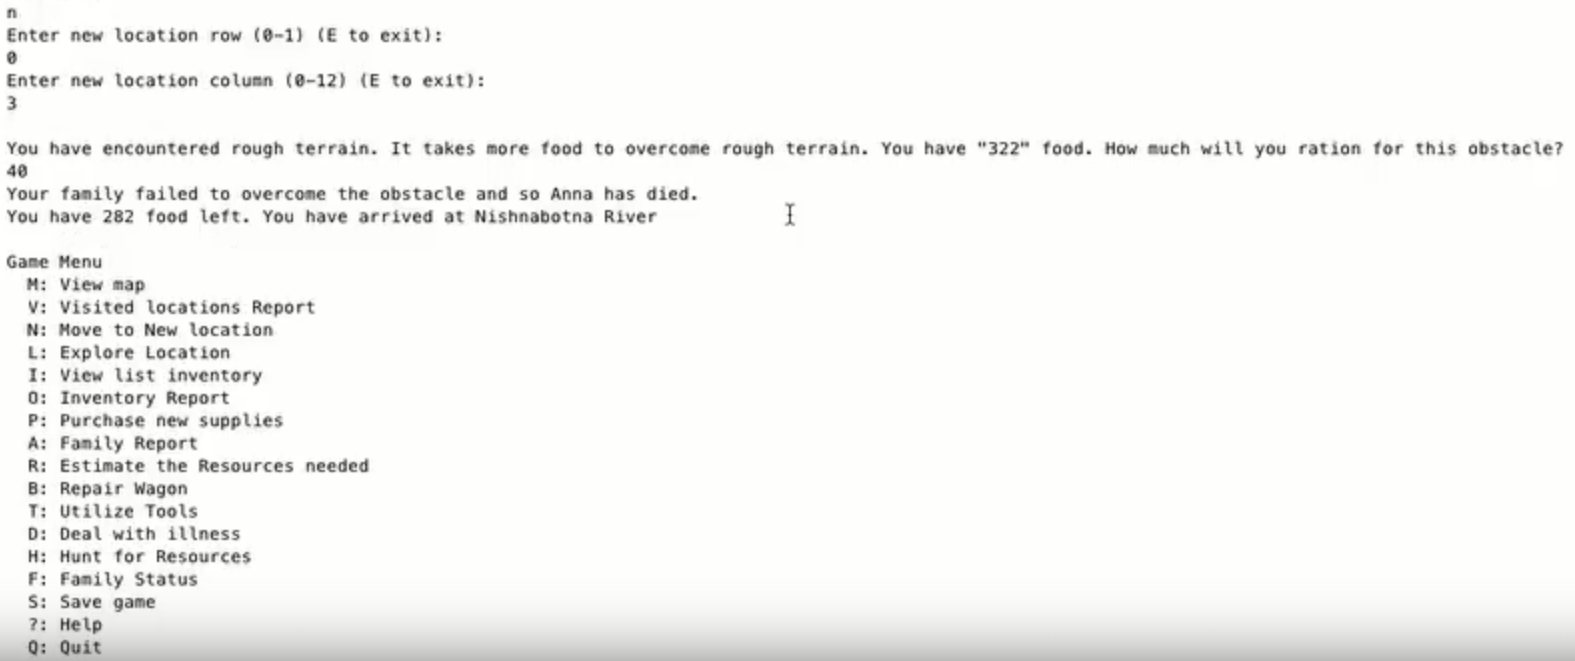 n
Enter new location row (0-1) (E to exit):
0
Enter new location column (0-12) (E to exit):
3
You have encountered rough terrain. It takes more food to overcome rough terrain. You have "322" food. How much will you ration for this obstacle?
40
Your family failed to overcome the obstacle and so Anna has died.
You have 282 food left. You have arrived at Nishnabotna River
Game Menu
M: View map
V: Visited locations Report
N: Move to New location
L: Explore Location
I: View list inventory
O: Inventory Report
P: Purchase new supplies
A: Family Report
R: Estimate the Resources needed
B: Repair Wagon
T: Utilize Tools
D: Deal with illness
H: Hunt for Resources
F: Family Status
S: Save game
?: Help
Q: Quit